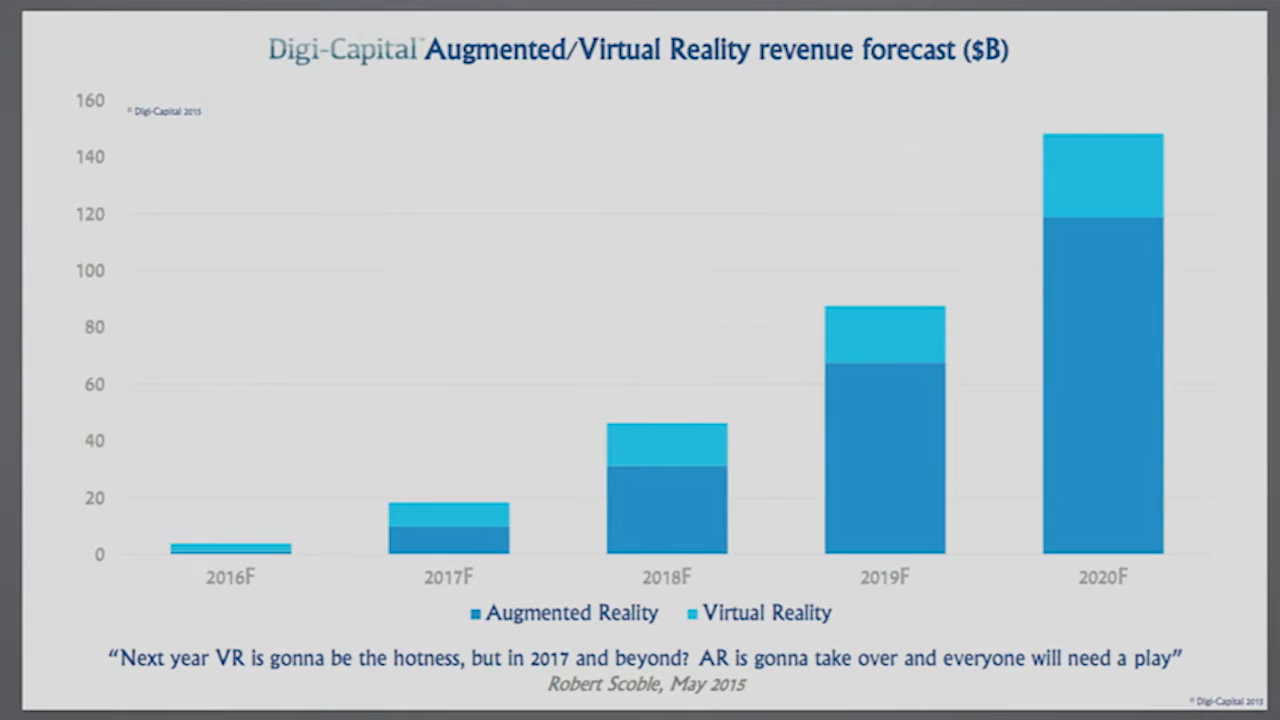 Digi-Capital™ Augmented/Virtual Reality revenue forecast ($B)
© Digi-Capital 2015
160
140
120
100
80
60
40
20
0
2016F 2017F 2018F 2019F 2020F
Augmented Reality Virtual Reality
“Next year VR is gonna be the hotness, but in 2017 and beyond? AR is gonna take over and everyone will need a play”
Robert Scoble, May 2015
© Digi-Capital 2015